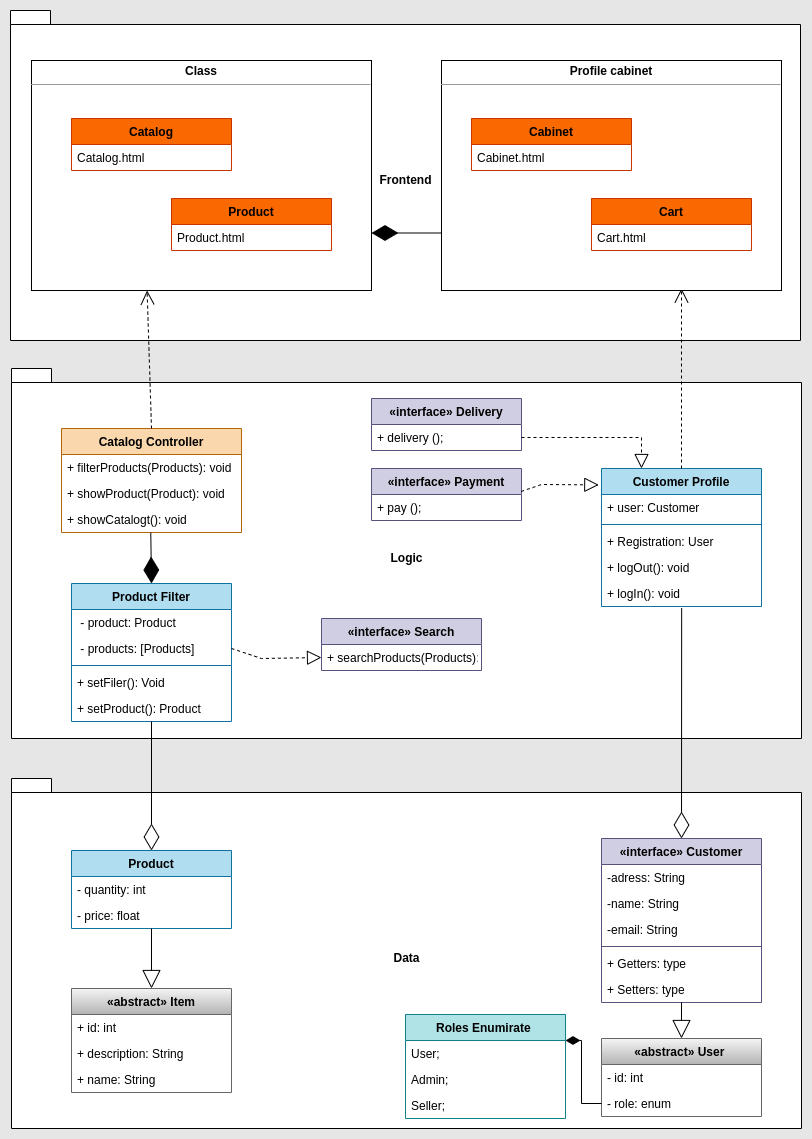 Class
Profile cabinet
Catalog
Catalog.html
Cabinet
Cabinet.html
Frontend
Product
Product.html
Cart
Cart.html
«interface» Delivery
+ delivery ();
Catalog Controller
+ filterProducts(Products): void
+ showProduct(Product): void
+ showCatalogt(): void
«interface» Payment
+ pay ();
Customer Profile
+ user: Customer
+ Registration: User
+ logOut(): void
+ logIn(): void
Logic
Product Filter
- product: Product
- products: [Products]
+ setFiler(): Void
+ setProduct(): Product
«interface» Search
+ searchProducts(Products):
Product
- quantity: int
- price: float
«interface» Customer
-adress: String
-name: String
-email: String
+ Getters: type
+ Setters: type
Data
«abstract» Item
+ id: int
+ description: String
+ name: String
Roles Enumirate
User;
Admin;
Seller;
«abstract» User
- id: int
- role: enum